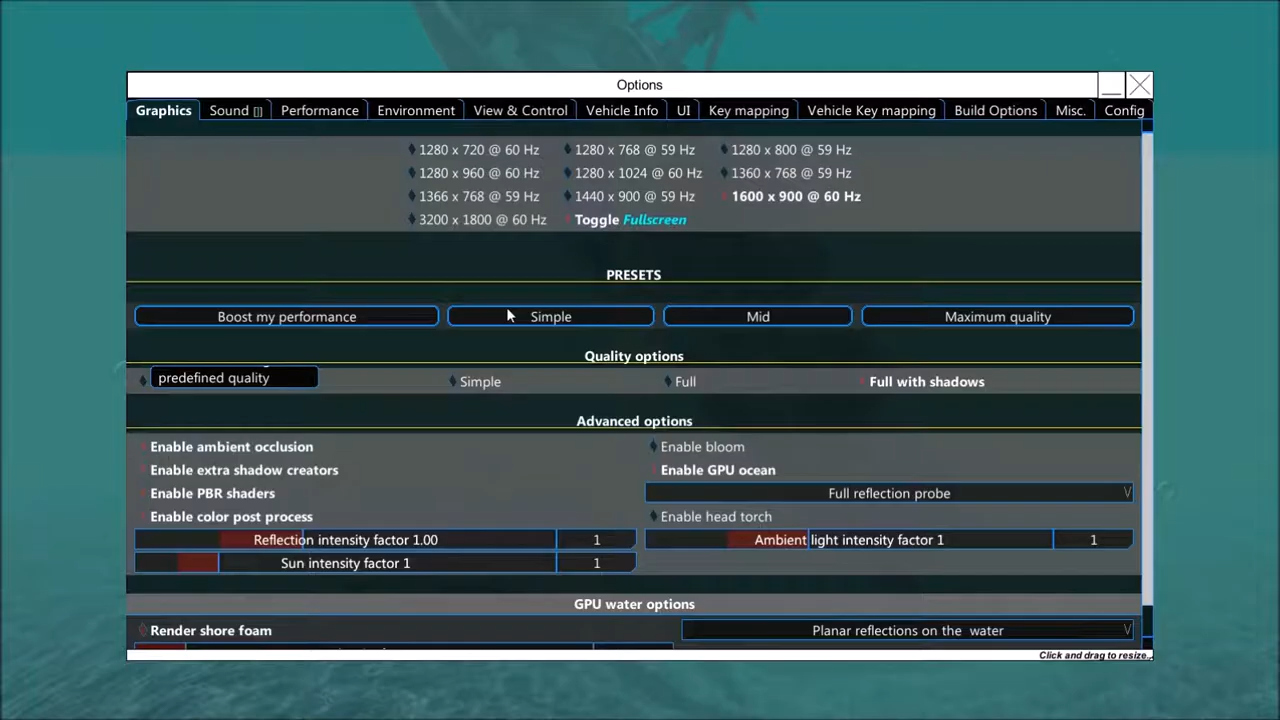 Options
Graphics Sound [|] Performance Environment View & Control Vehicle Info UI Key mapping Vehicle Key mapping Build Options Misc. Config
1280 x 720 @ 60 Hz 1280 x 768 @ 59 Hz 1280 x 800 @ 59 Hz
1280 x 960 @ 60 Hz 1280 x 1024 @ 60 Hz 1360 x 768 @ 59 Hz
1366 x 768 @ 59 Hz 1440 x 900 @ 59 Hz 1600 x 900 @ 60 Hz
3200 x 1800 @ 60 Hz Toggle Fullscreen
PRESETS
Boost my performance Simple Mid Maximum quality
Quality options
predefined quality Simple Full Full with shadows
Advanced options
Enable ambient occlusion Enable bloom
Enable extra shadow creators Enable GPU ocean
Enable PBR shaders Full reflection probe V
Enable color post process Enable head torch
Reflection intensity factor 1.00 1 Ambient light intensity factor 1 1
Sun intensity factor 1 1
GPU water options
Render shore foam Planar reflections on the water V
Click and drag to resize..